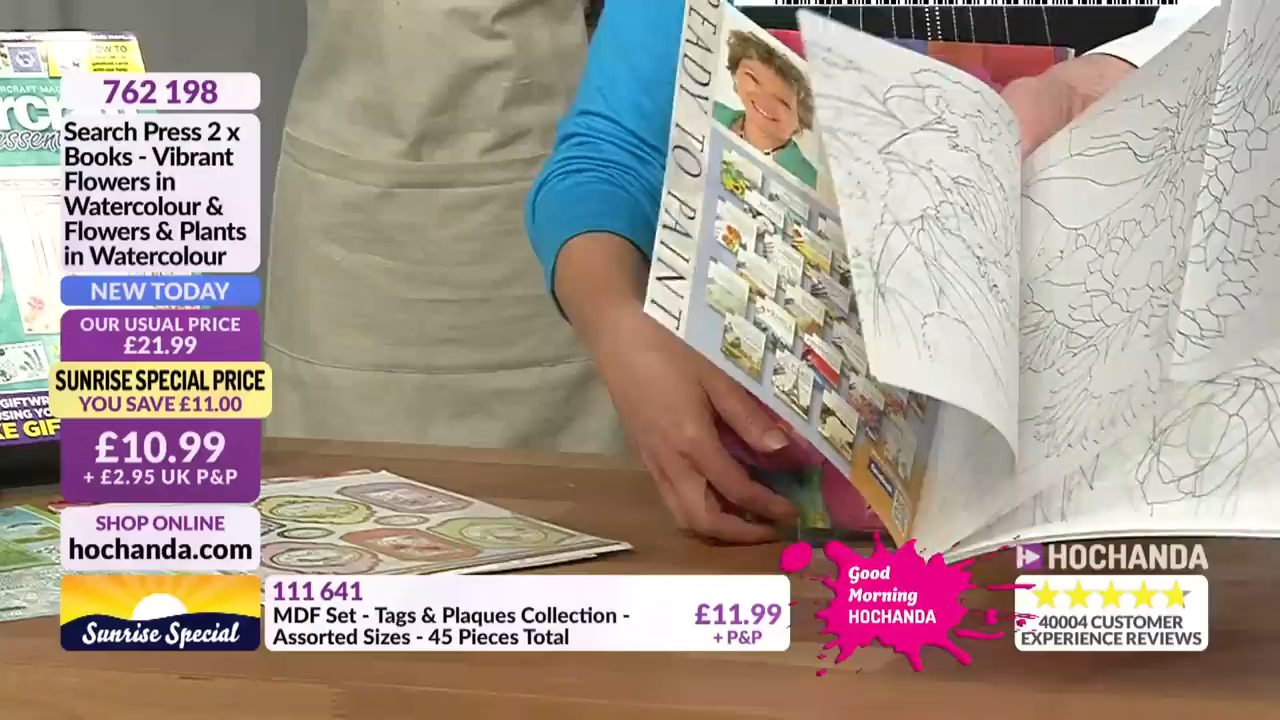 762 198
Search Press 2 x
Books - Vibrant
Flowers in
Watercolour &
Flowers & Plants
in Watercolour
NEW TODAY
OUR USUAL PRICE
£21.99
SUNRISE SPECIAL PRICE
YOU SAVE £11.00
£10.99
+ £2.95 UK P&P
SHOP ONLINE
hochanda.com
Sunrise Special
111 641
MDF Set - Tags & Plaques Collection -
Assorted Sizes - 45 Pieces Total
£11.99
+ P&P
Good
Morning
HOCHANDA
HOCHANDA
40004 CUSTOMER
EXPERIENCE REVIEWS
READY TO PAINT